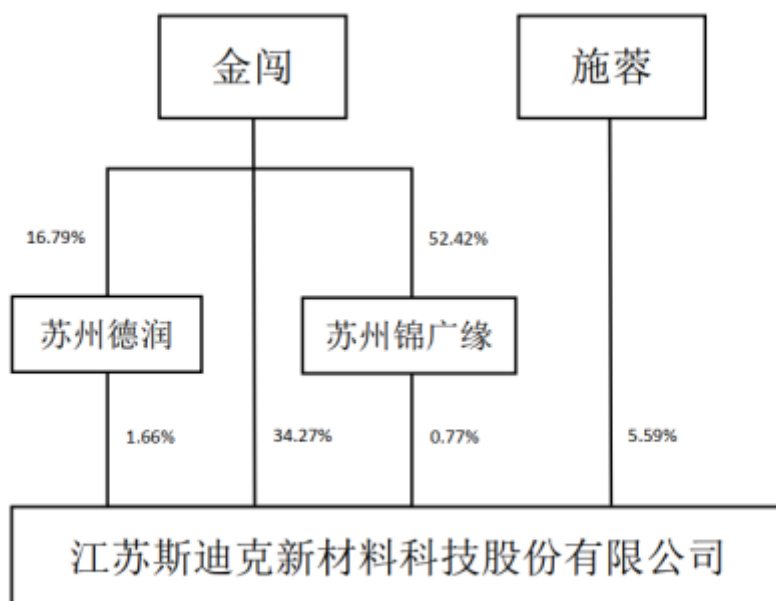 金闯
施蓉
16.79%
52.42%
苏州德润
苏州锦广缘
1.66%
34.27%
0.77%
5.59%
江苏斯迪克新材料科技股份有限公司